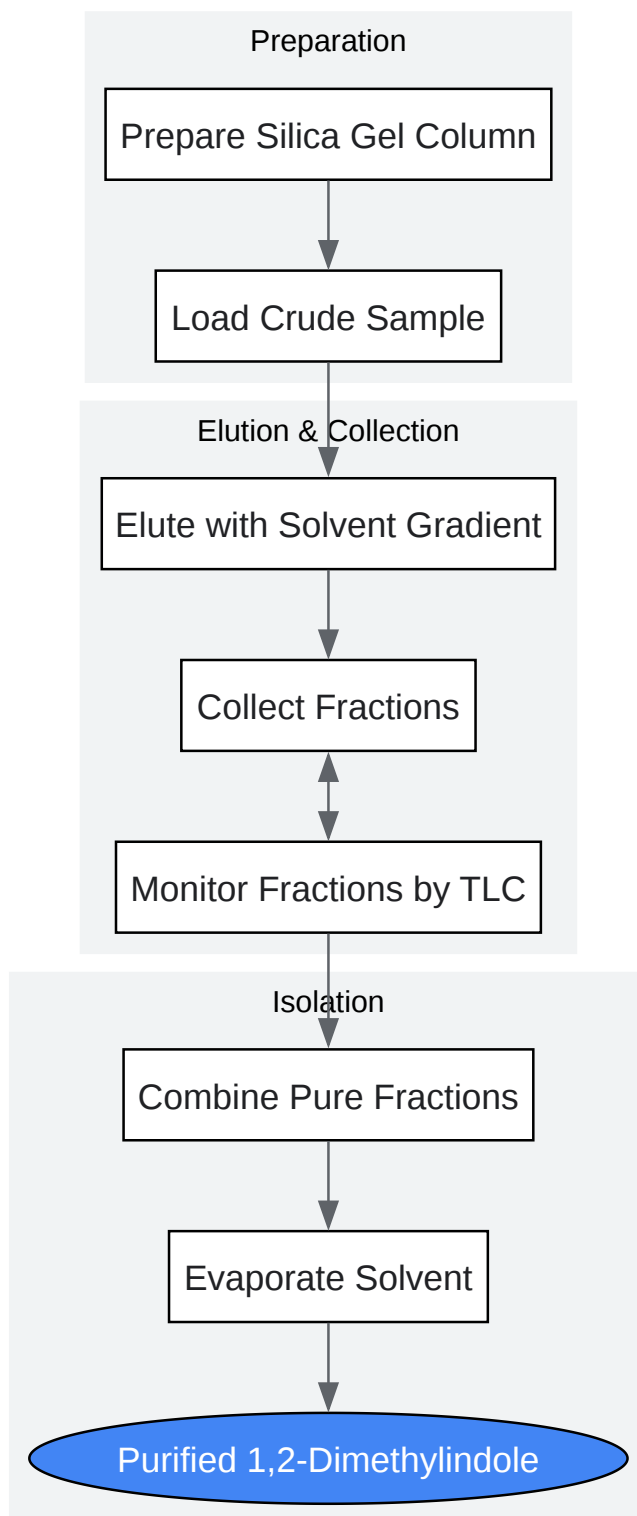 Preparation
Prepare Silica Gel Column
Load Crude Sample
Elution & Collection
Elute with Solvent Gradient
Collect Fractions
Monitor Fractions by TLC
Isolation
Combine Pure Fractions
Evaporate Solvent
Purified 1,2-Dimethylindole